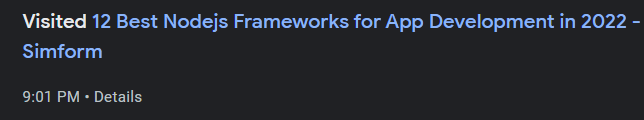 Visited 12 Best Nodejs Frameworks for App Development in 2022 -
Simform
9:01 PM • Details